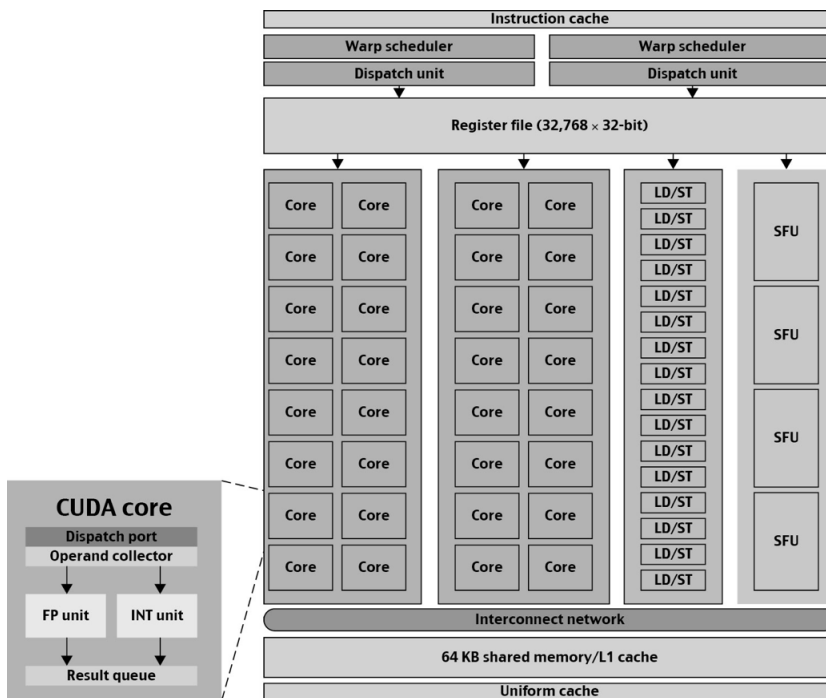 Instruction cache
Warp scheduler Warp scheduler
Dispatch unit Dispatch unit
Register file (32,768 × 32-bit)
Core Core Core Core LD/ST
LD/ST
SFU
Core Core Core Core LD/ST
LD/ST
Core Core Core Core LD/ST
LD/ST
SFU
Core Core Core Core LD/ST
LD/ST
Core Core Core Core LD/ST
LD/ST
SFU
Core Core Core Core LD/ST
LD/ST
Core Core Core Core LD/ST
LD/ST
SFU
Core Core Core Core LD/ST
LD/ST
CUDA core
Dispatch port
Operand collector
FP unit INT unit
Result queue
Interconnect network
64 KB shared memory/L1 cache
Uniform cache